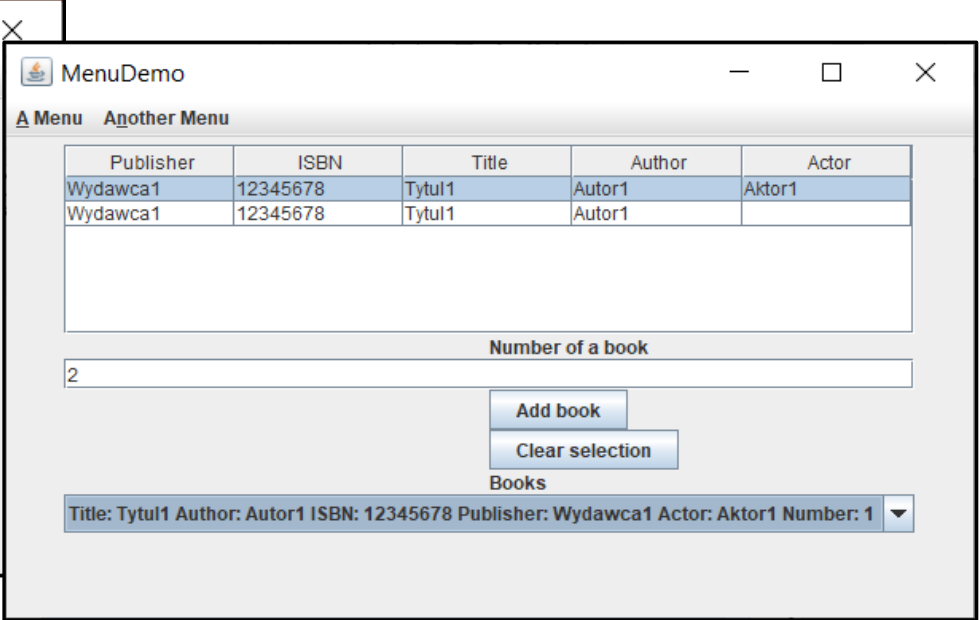 MenuDemo
A Menu Another Menu
Publisher ISBN Title Author Actor
Wydawca1 12345678 Tytul1 Autor1 Aktor1
Wydawca1 12345678 Tytul1 Autor1
Number of a book
2
Add book
Clear selection
Books
Title: Tytul1 Author: Autor1 ISBN: 12345678 Publisher: Wydawca1 Actor: Aktor1 Number: 1